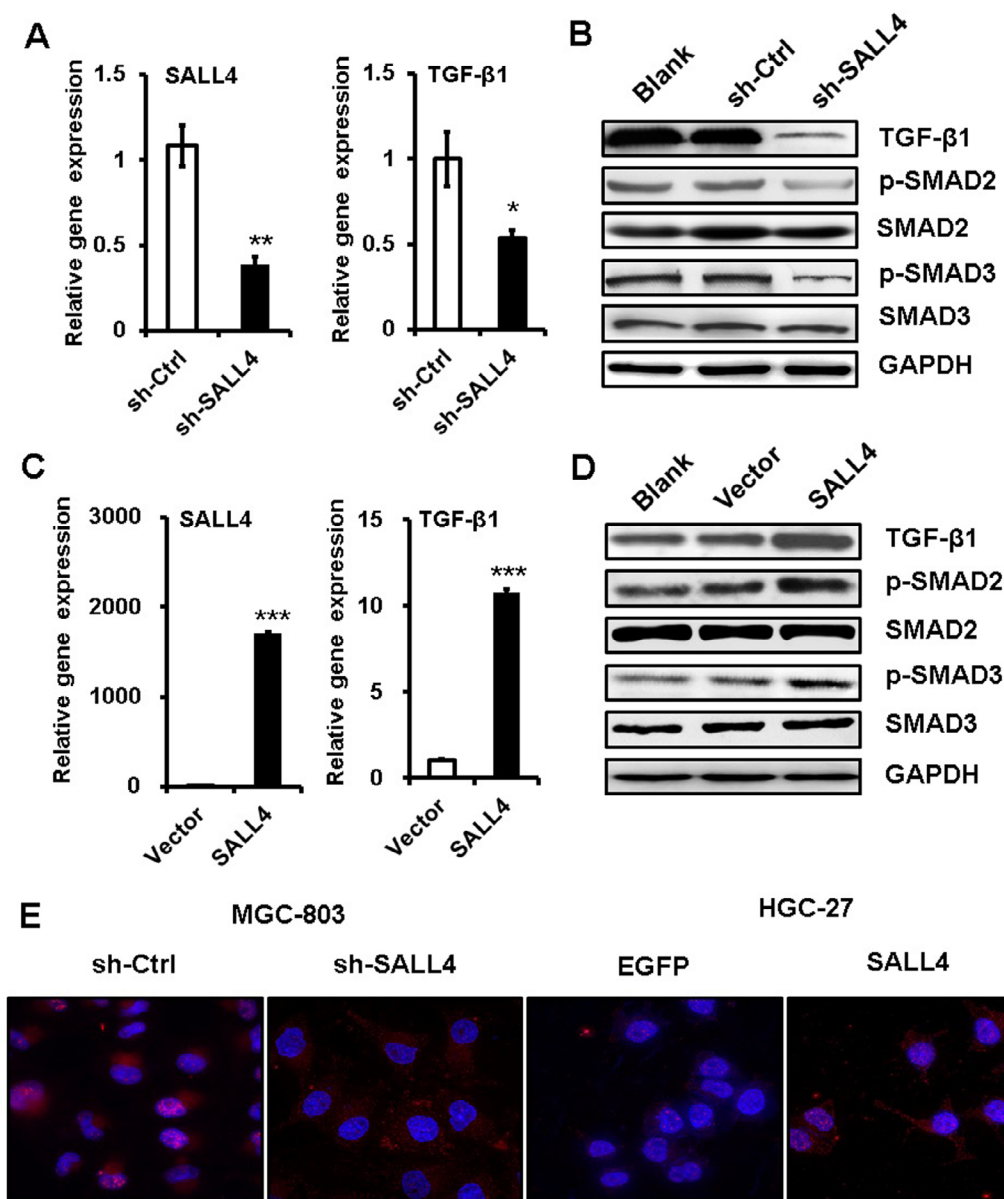 A
SALL4
TGF-β1
Relative gene expression
1.5
1
0.5
0
**
sh-Ctrl
sh-SALL4
Relative gene expression
1.5
1
0.5
0
*
sh-Ctrl
sh-SALL4
B
Blank
sh-Ctrl
sh-SALL4
TGF-β1
p-SMAD2
SMAD2
p-SMAD3
SMAD3
GAPDH
C
SALL4
TGF-β1
Relative gene expression
3000
2000
1000
0
***
Vector
SALL4
Relative gene expression
15
10
5
0
***
Vector
SALL4
D
Blank
Vector
SALL4
TGF-β1
p-SMAD2
SMAD2
p-SMAD3
SMAD3
GAPDH
E
MGC-803
HGC-27
sh-Ctrl
sh-SALL4
EGFP
SALL4